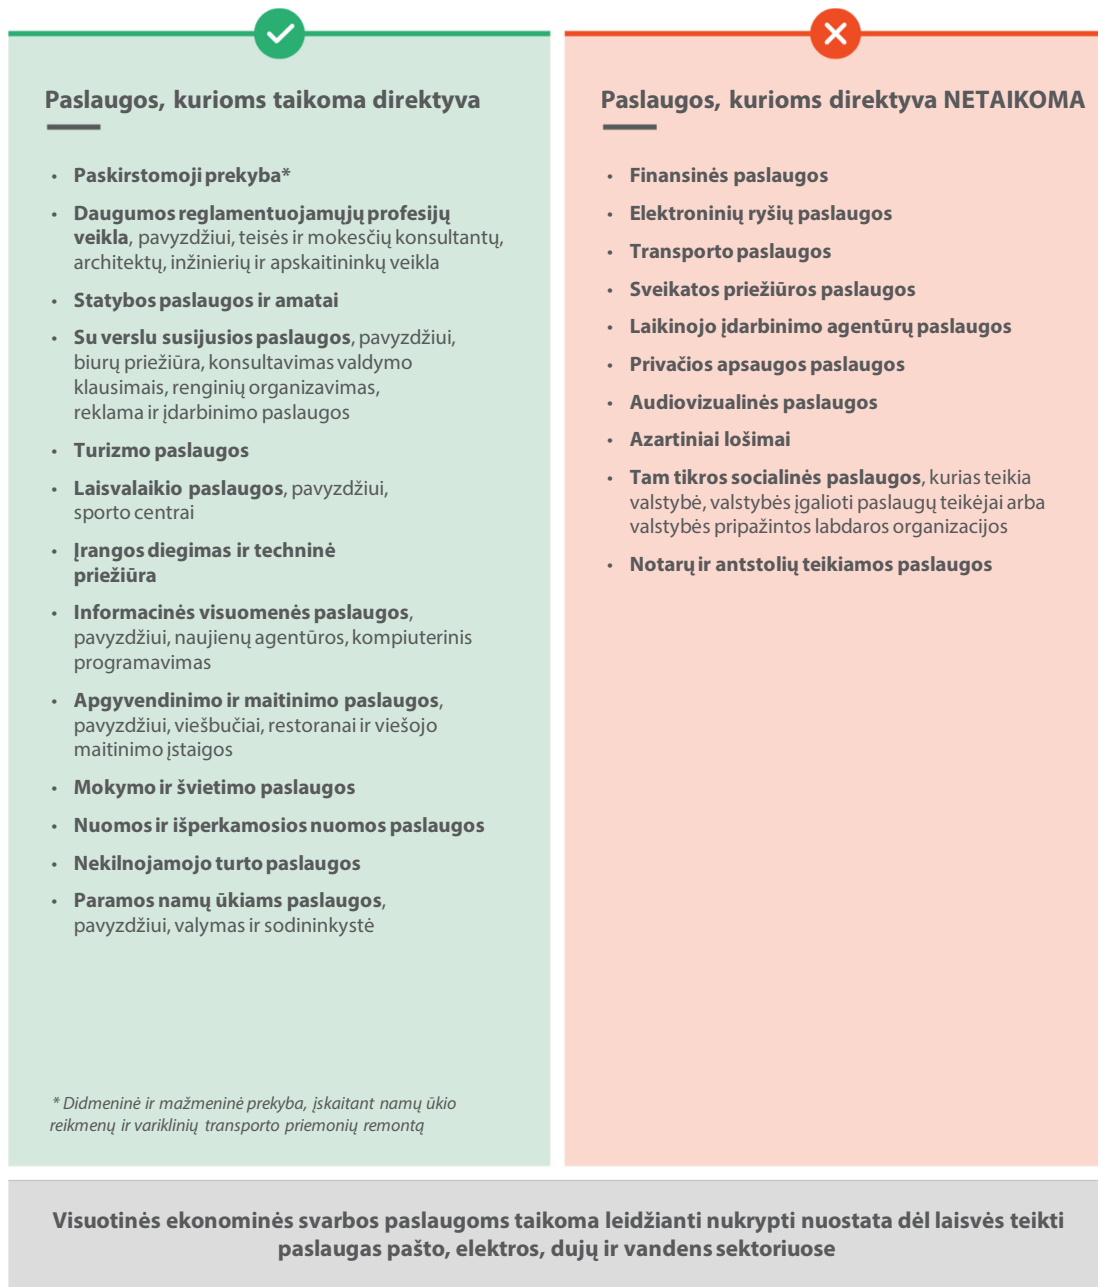 Paslaugos, kurioms taikoma direktyva
• Paskirstomoji prekyba*
• Daugumos reglamentuojamųjų profesijų
veikla, pavyzdžiui, teisės ir mokesčių konsultantų,
architektų, inžinierių ir apskaitininkų veikla
• Statybos paslaugos ir amatai
• Su verslu susijusios paslaugos, pavyzdžiui,
biurų priežiūra, konsultavimas valdymo
klausimais, renginių organizavimas,
reklama ir įdarbinimo paslaugos
• Turizmo paslaugos
• Laisvalaikio paslaugos, pavyzdžiui,
sporto centrai
• Įrangos diegimas ir techninė
priežiūra
• Informacinės visuomenės paslaugos,
pavyzdžiui, naujienų agentūros, kompiuterinis
programavimas
• Apgyvendinimo ir maitinimo paslaugos,
pavyzdžiui, viešbučiai, restoranai ir viešojo
maitinimo įstaigos
• Mokymo ir švietimo paslaugos
• Nuomos ir išperkamosios nuomos paslaugos
• Nekilnojamojo turto paslaugos
• Paramos namų ūkiams paslaugos,
pavyzdžiui, valymas ir sodininkystė
* Didmeninė ir mažmeninė prekyba, įskaitant namų ūkio
reikmenų ir variklinių transporto priemonių remontą
Paslaugos, kurioms direktyva NETAIKOMA
• Finansinės paslaugos
• Elektroninių ryšių paslaugos
• Transporto paslaugos
• Sveikatos priežiūros paslaugos
• Laikinojo įdarbinimo agentūrų paslaugos
• Privačios apsaugos paslaugos
• Audiovizualinės paslaugos
• Azartiniai lošimai
• Tam tikros socialinės paslaugos, kurias teikia
valstybė, valstybės įgalioti paslaugų teikėjai arba
valstybės pripažintos labdaros organizacijos
• Notarų ir antstolių teikiamos paslaugos
Visuotinės ekonominės svarbos paslaugoms taikoma leidžianti nukrypti nuostata dėl laisvės teikti
paslaugas pašto, elektros, dujų ir vandens sektoriuose